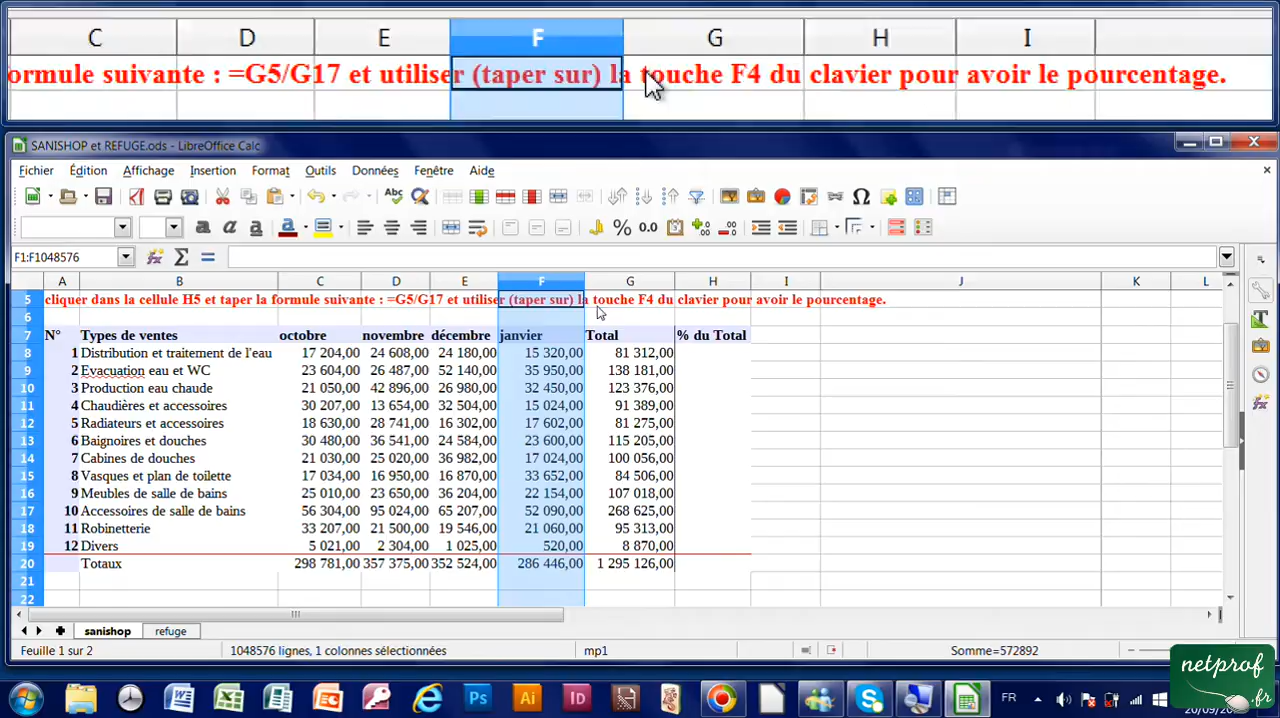 C D E F G H I
ormule suivante : =G5/G17 et utiliser (taper sur) la touche F4 du clavier pour avoir le pourcentage.
SANISHOP et REFUGE.ods - LibreOffice Calc
Fichier Édition Affichage Insertion Format Outils Données Fenêtre Aide
F1:F1048576
A B C D E F G H I J K L
5 cliquer dans la cellule H5 et taper la formule suivante : =G5/G17 et utiliser (taper sur) la touche F4 du clavier pour avoir le pourcentage.
6
7 N° Types de ventes octobre novembre décembre janvier Total % du Total
8 1 Distribution et traitement de l'eau 17 204,00 24 608,00 24 180,00 15 320,00 81 312,00
9 2 Evacuation eau et WC 23 604,00 26 487,00 52 140,00 35 950,00 138 181,00
10 3 Production eau chaude 21 050,00 42 896,00 26 980,00 32 450,00 123 376,00
11 4 Chaudières et accessoires 30 207,00 13 654,00 32 504,00 15 024,00 91 389,00
12 5 Radiateurs et accessoires 18 630,00 28 741,00 16 302,00 17 602,00 81 275,00
13 6 Baignoires et douches 30 480,00 36 541,00 24 584,00 23 600,00 115 205,00
14 7 Cabines de douches 21 030,00 25 020,00 36 982,00 17 024,00 100 056,00
15 8 Vasques et plan de toilette 17 034,00 16 950,00 16 870,00 33 652,00 84 506,00
16 9 Meubles de salle de bains 25 010,00 23 650,00 36 204,00 22 154,00 107 018,00
17 10 Accessoires de salle de bains 56 304,00 95 024,00 65 207,00 52 090,00 268 625,00
18 11 Robinetterie 33 207,00 21 500,00 19 546,00 21 060,00 95 313,00
19 12 Divers 5 021,00 2 304,00 1 025,00 520,00 8 870,00
20 Totaux 298 781,00 357 375,00 352 524,00 286 446,00 1 295 126,00
21
22
sanishop refuge
Feuille 1 sur 2 1048576 lignes, 1 colonnes sélectionnées mp1 Somme=572892
netprof
.fr
Ps Ai Id FR